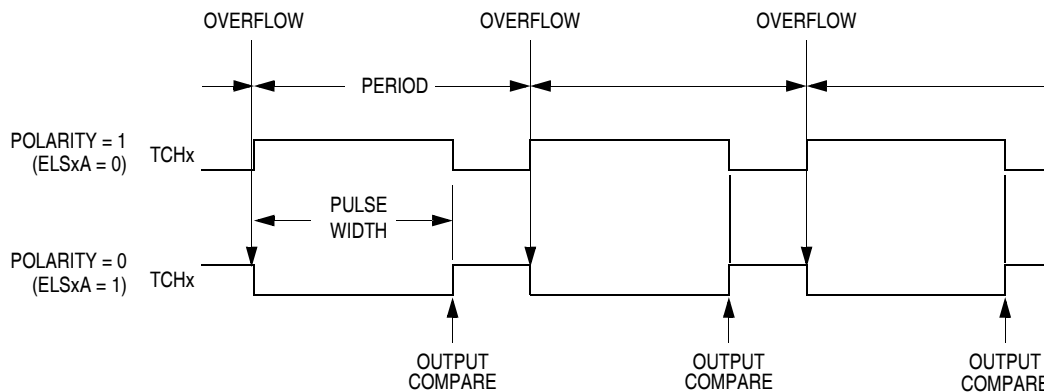 OVERFLOW OVERFLOW OVERFLOW
PERIOD
POLARITY = 1
(ELSxA = 0)
TCHx
PULSE
WIDTH
POLARITY = 0
(ELSxA = 1)
TCHx
OUTPUT
COMPARE
OUTPUT
COMPARE
OUTPUT
COMPARE